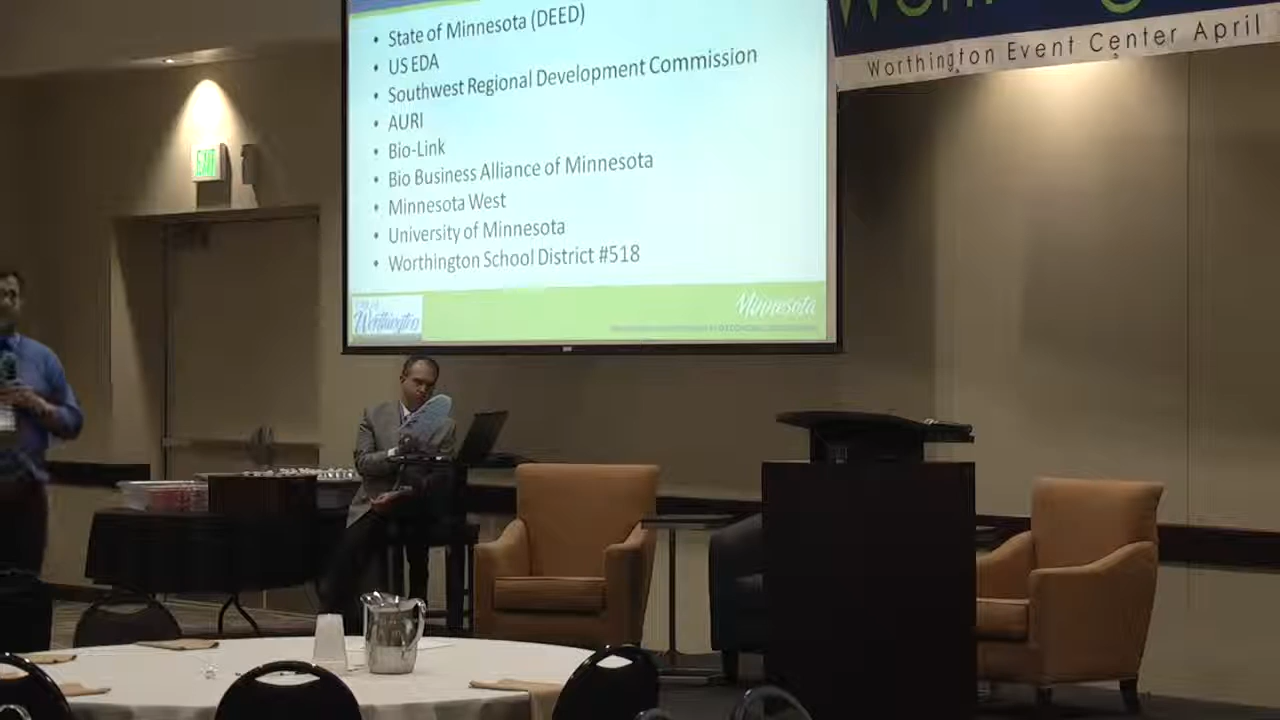 • State of Minnesota (DEED)
• US EDA
• Southwest Regional Development Commission
• AURI
• Bio-Link
• Bio Business Alliance of Minnesota
• Minnesota West
• University of Minnesota
• Worthington School District #518
Worthington
Minnesota
Worthington Event Center April
EXIT